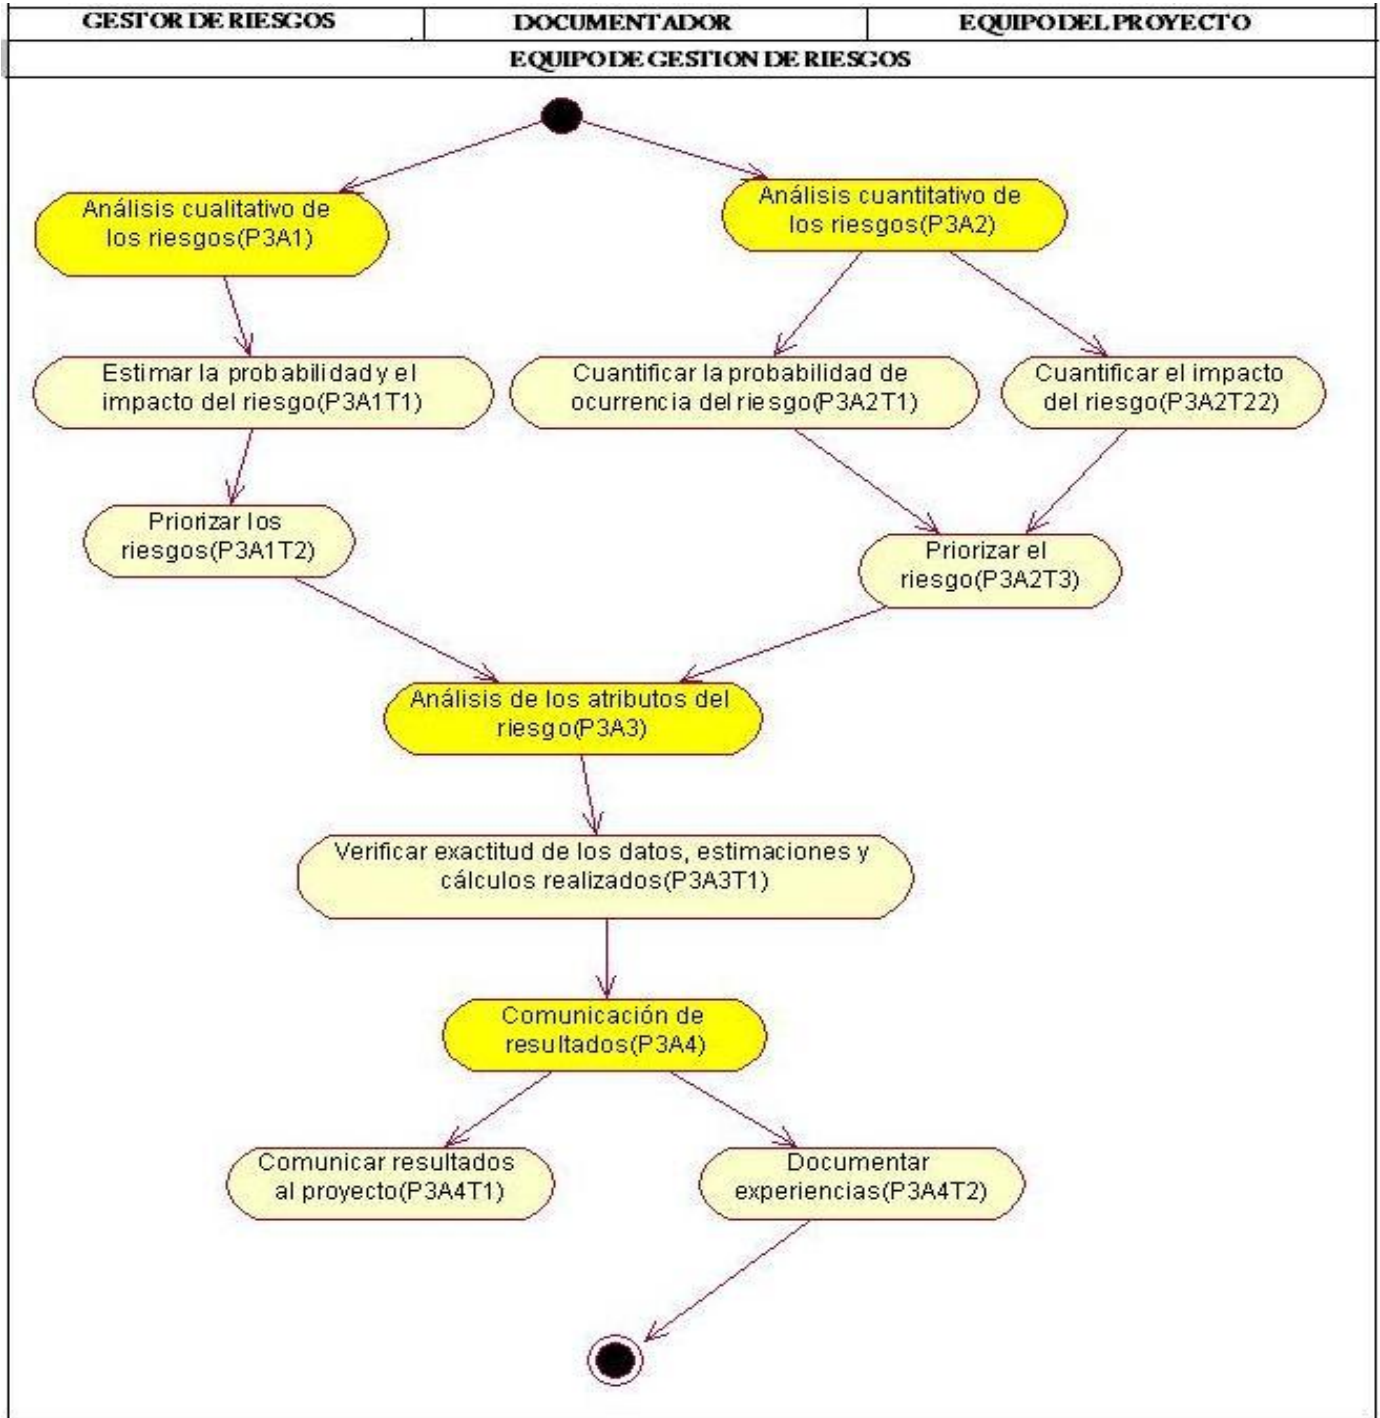 GESTOR DE RIESGOS
DOCUMENTADOR
EQUIPO DEL PROYECTO
EQUIPO DE GESTION DE RIESGOS
Análisis cualitativo de
los riesgos(P3A1)
Análisis cuantitativo de
los riesgos(P3A2)
Estimar la probabilidad y el
impacto del riesgo(P3A1T1)
Cuantificar la probabilidad de
ocurrencia del riesgo(P3A2T1)
Cuantificar el impacto
del riesgo(P3A2T22)
Priorizar los
riesgos(P3A1T2)
Priorizar el
riesgo(P3A2T3)
Análisis de los atributos del
riesgo(P3A3)
Verificar exactitud de los datos, estimaciones y
cálculos realizados(P3A3T1)
Comunicación de
resultados(P3A4)
Comunicar resultados
al proyecto(P3A4T1)
Documentar
experiencias(P3A4T2)